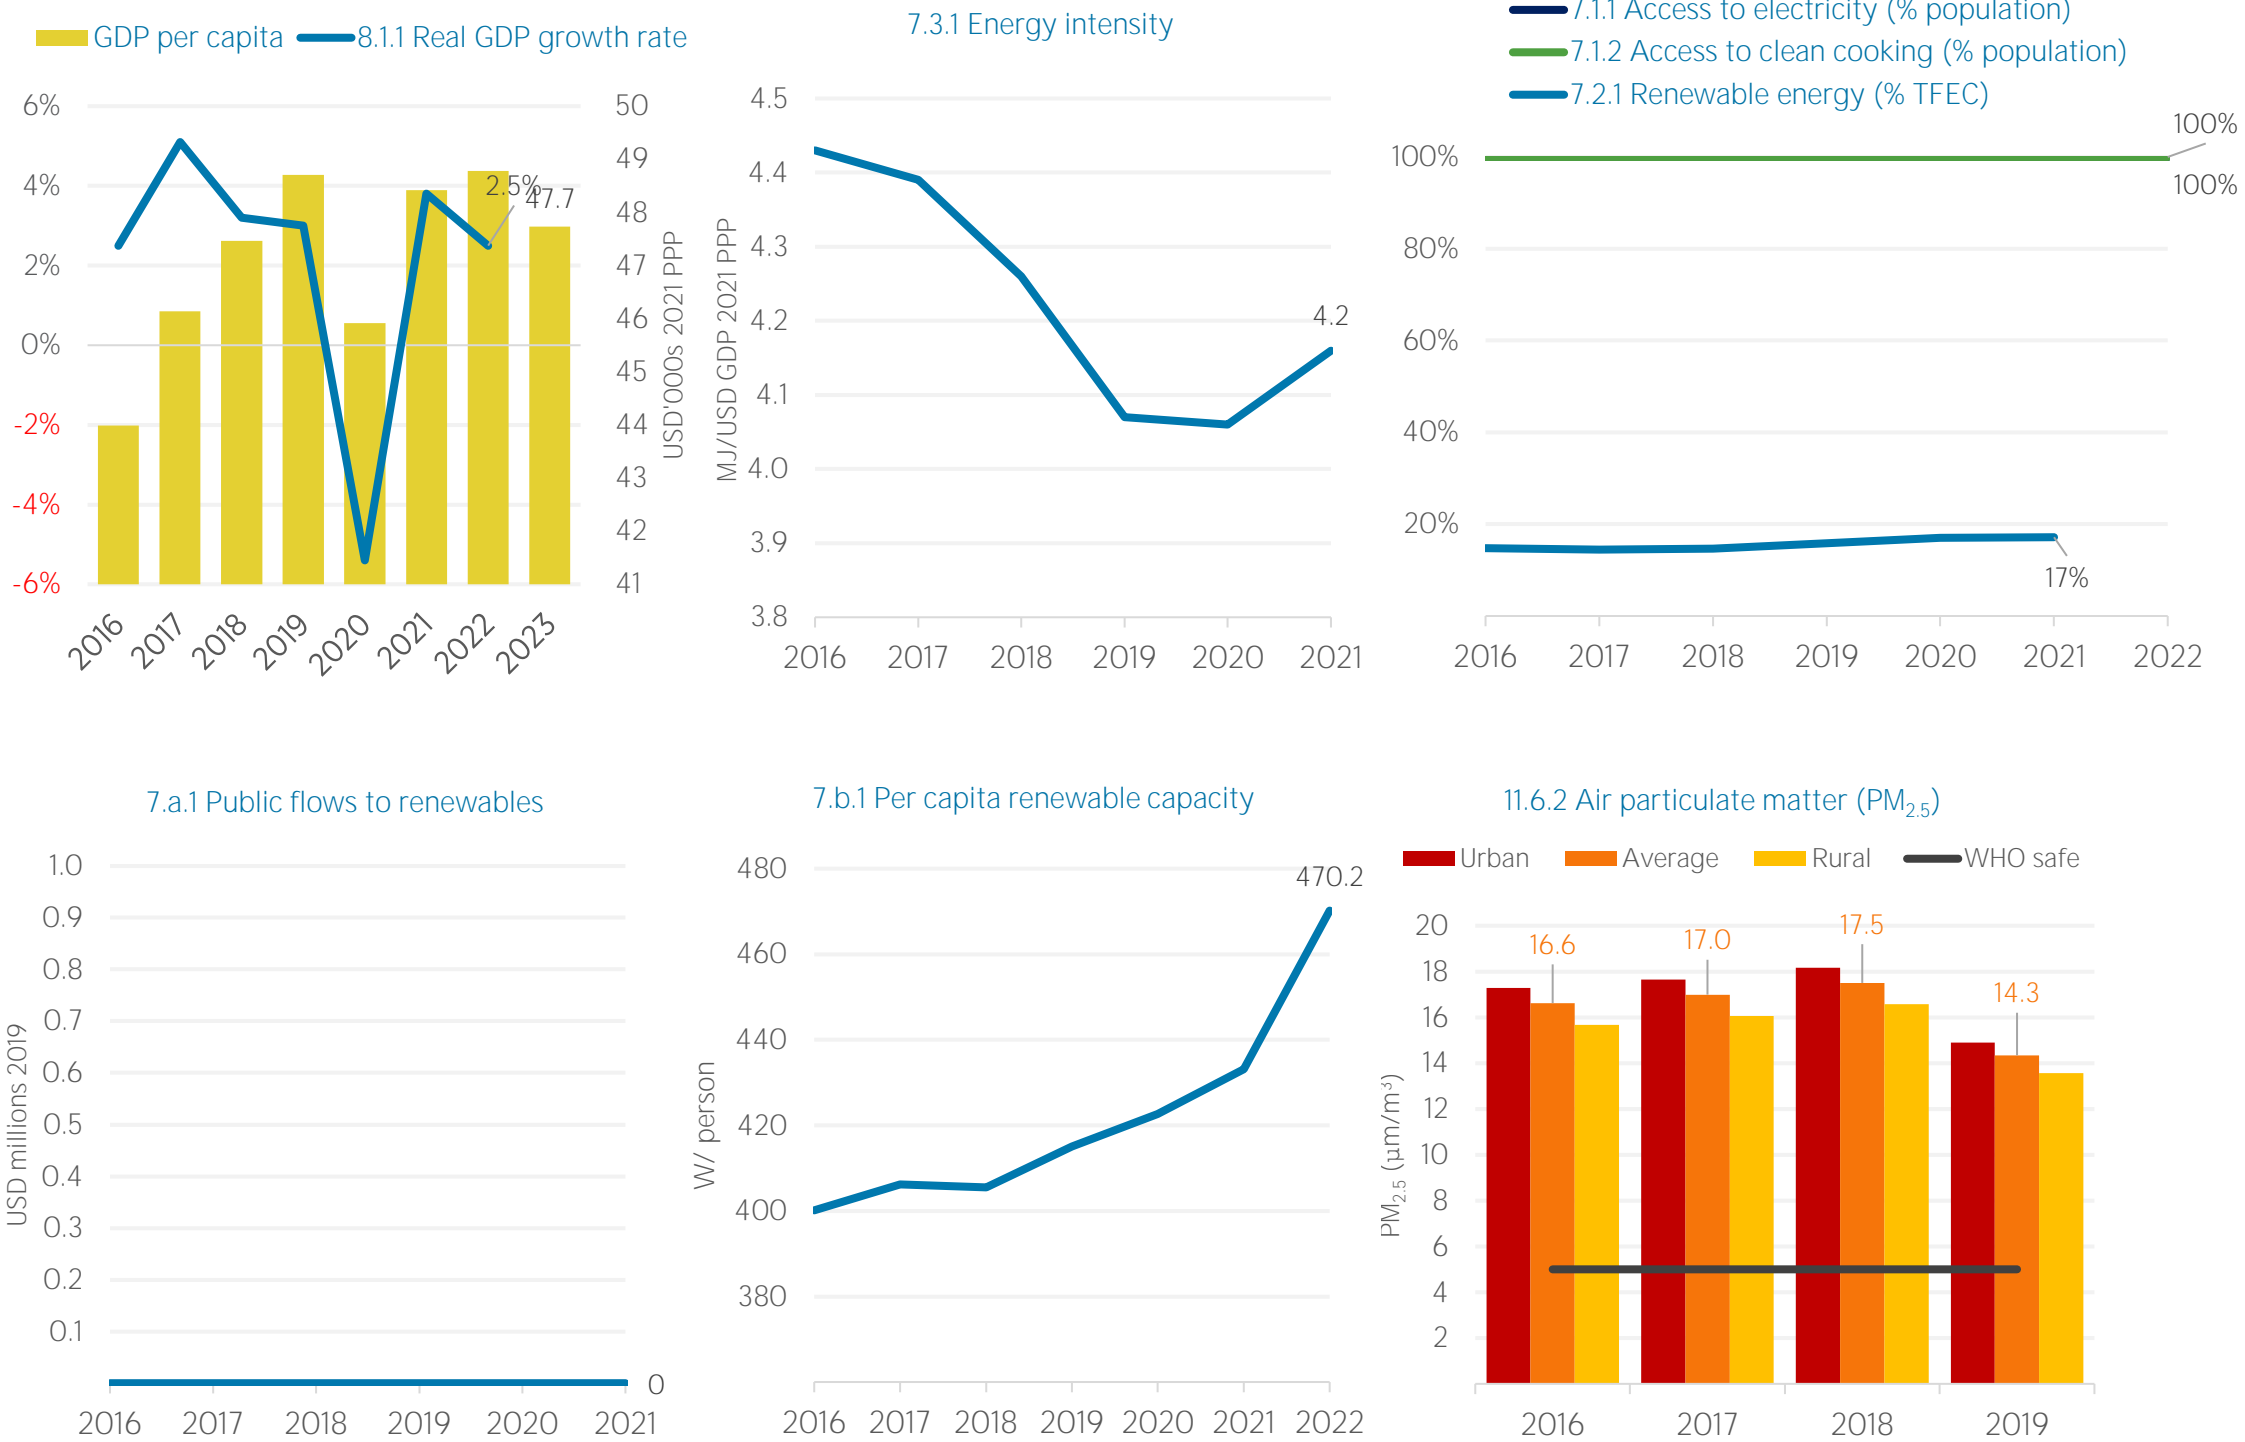 GDP per capita 8.1.1 Real GDP growth rate
6% 50
49
4% 48
2% 47
46
0% 45
-2% 44
43
-4% 42
-6% 41
2.5%
47.7
USD'000s 2021 PPP
2016 2017 2018 2019 2020 2021 2022 2023
7.3.1 Energy intensity
4.5
4.4
4.3
4.2
4.1
4.0
3.9
3.8
4.2
MJ/USD GDP 2021 PPP
2016 2017 2018 2019 2020 2021
7.1.1 Access to electricity (% population)
7.1.2 Access to clean cooking (% population)
7.2.1 Renewable energy (% TFEC)
100%
100%
100%
80%
60%
40%
20%
17%
2016 2017 2018 2019 2020 2021 2022
7.a.1 Public flows to renewables
1.0
0.9
0.8
0.7
0.6
0.5
0.4
0.3
0.2
0.1
0
USD millions 2019
2016 2017 2018 2019 2020 2021
7.b.1 Per capita renewable capacity
480
470.2
460
440
420
400
380
W/ person
2016 2017 2018 2019 2020 2021 2022
11.6.2 Air particulate matter (PM2.5)
Urban Average Rural WHO safe
20
18
16
14
12
10
8
6
4
2
16.6 17.0 17.5 14.3
PM2.5 (µm/m³)
2016 2017 2018 2019